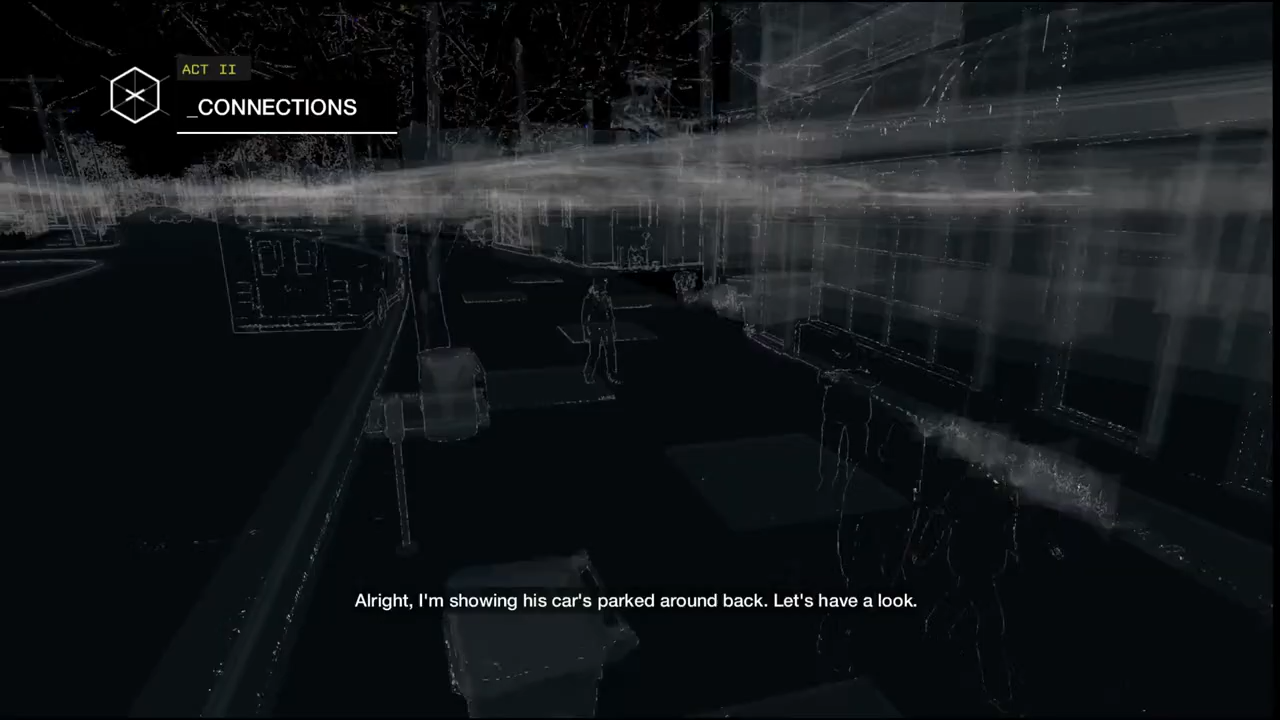 ACT II
_CONNECTIONS
Alright, I'm showing his car's parked around back. Let's have a look.